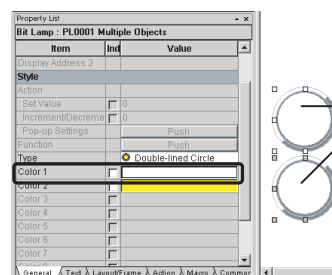 Property List
Bit Lamp : PL0001 Multiple Objects
Item Ind Value
Display Address 2
Style
Action
Set Value 0
Increment/Decreme 0
Pop-up Settings Push
Function Push
Type Double-lined Circle
Color 1
Color 2
Color 3
Color 4
Color 5
Color 6
Color 7
General Text Layout/Frame Action Macro Common